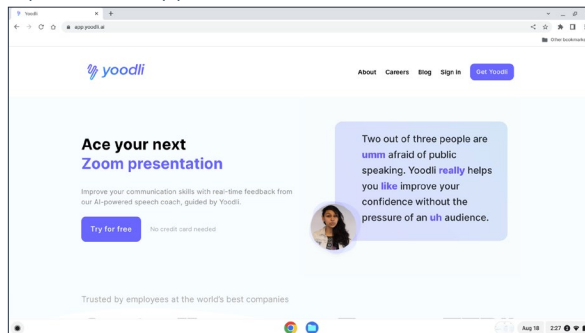 Yoodli
app.yoodli.ai
Other bookmarks
yoodli
About Careers Blog Sign in Get Yoodli
Ace your next
Zoom presentation
Improve your communication skills with real-time feedback from
our AI-powered speech coach, guided by Yoodli.
Try for free
No credit card needed!
Two out of three people are
umm afraid of public
speaking. Yoodli really helps
you like improve your
confidence without the
pressure of an uh audience.
Trusted by employees at the world's best companies
Aug 18 2:27